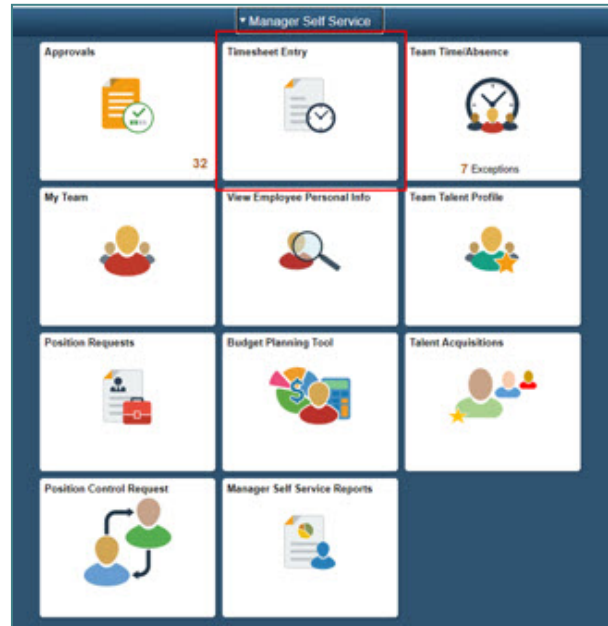 Manager Self Service
Approvals
Timesheet Entry
Team Time/Absence
32
7 Exceptions
My Team
View Employee Personal Info
Team Talent Profile
Position Requests
Budget Planning Tool
Talent Acquisitions
Position Control Request
Manager Self Service Reports